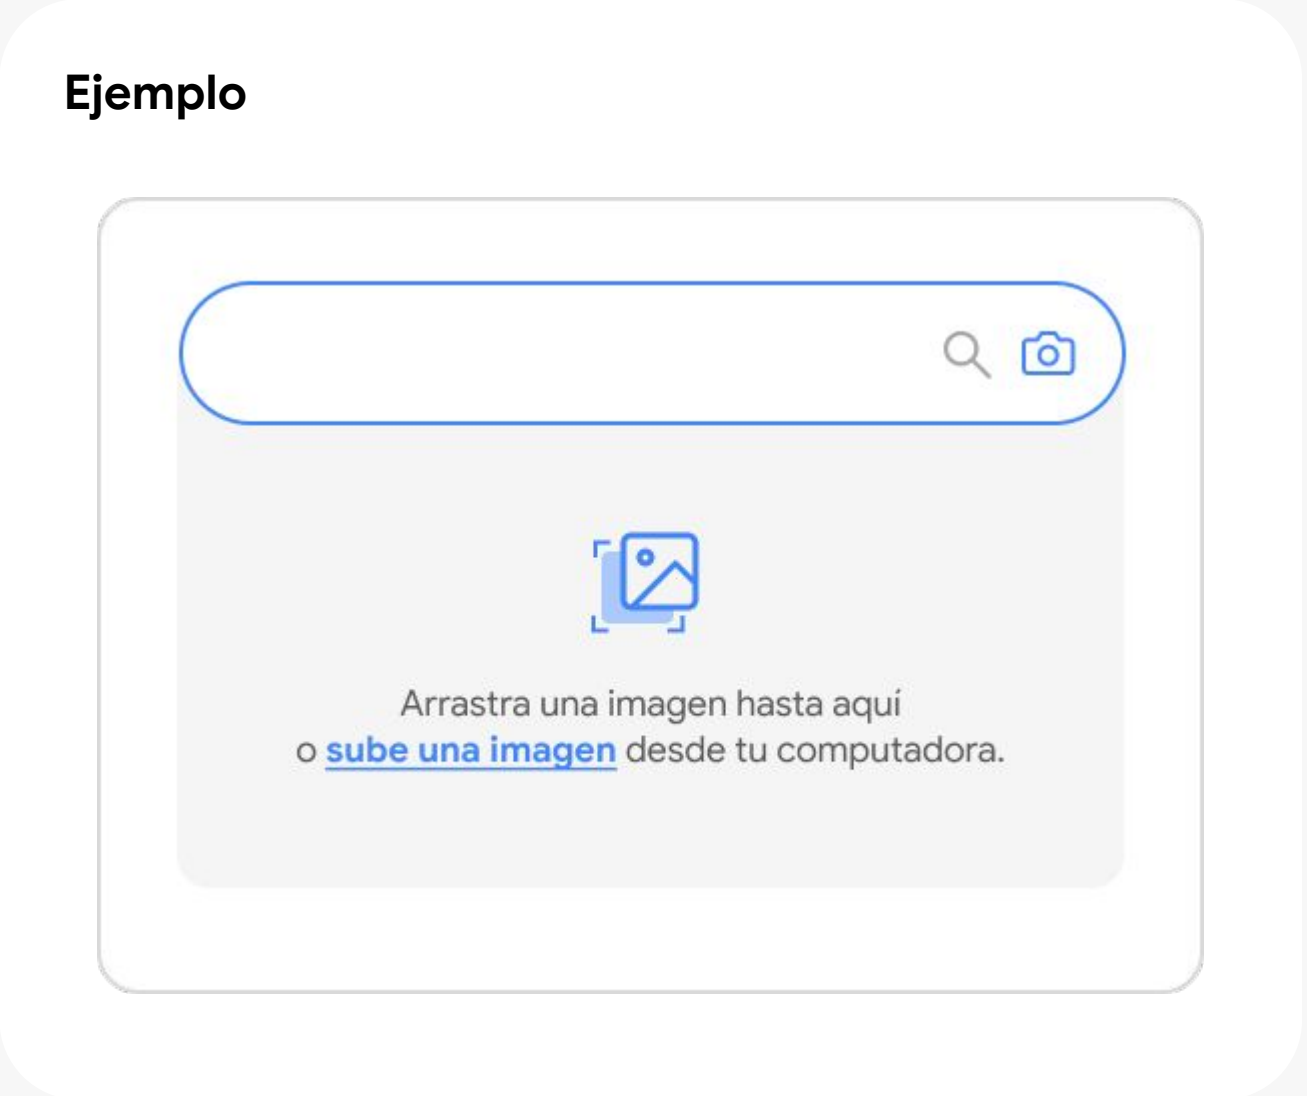 Ejemplo
Arrastra una imagen hasta aquí
o sube una imagen desde tu computadora.